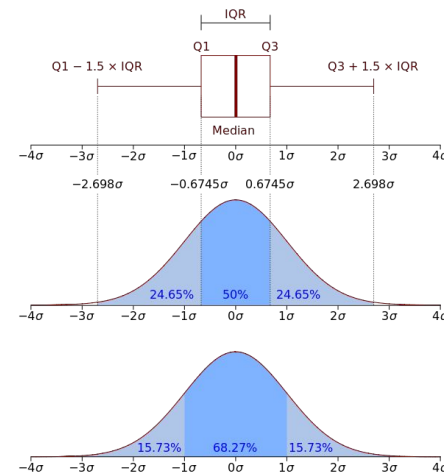 IQR
Q1 Q3
Q1 − 1.5 × IQR Q3 + 1.5 × IQR
Median
−4σ −3σ −2σ −1σ 0σ 1σ 2σ 3σ 4σ
−2.698σ −0.6745σ 0.6745σ 2.698σ
24.65% 50% 24.65%
−4σ −3σ −2σ −1σ 0σ 1σ 2σ 3σ 4σ
15.73% 68.27% 15.73%
−4σ −3σ −2σ −1σ 0σ 1σ 2σ 3σ 4σ